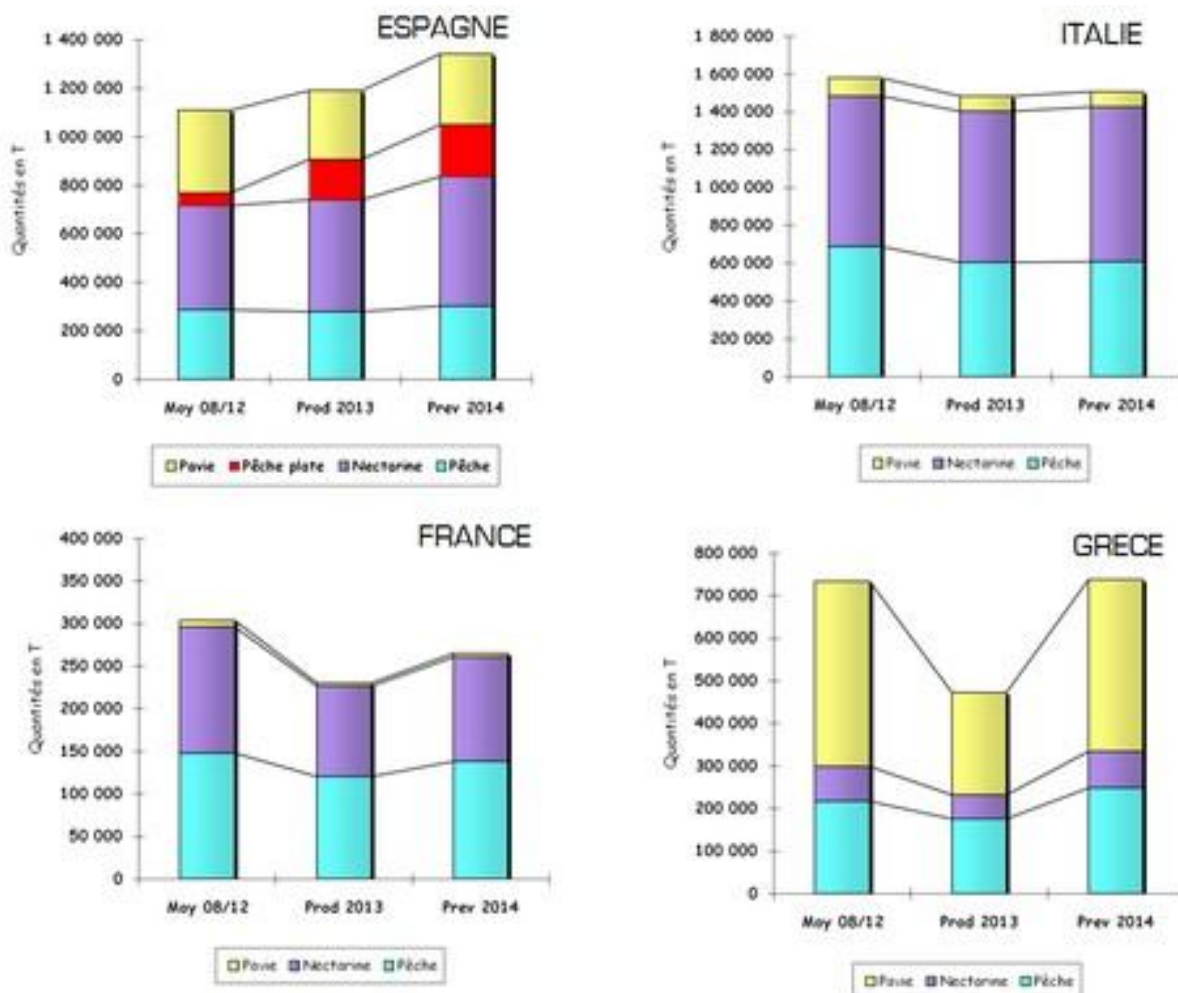 ESPAGNE
Quantités en T
1 400 000
1 200 000
1 000 000
800 000
600 000
400 000
200 000
0
Moy 08/12 Prod 2013 Prev 2014
Pavie Pêche plate Nectarine Pêche
ITALIE
Quantités en T
1 800 000
1 600 000
1 400 000
1 200 000
1 000 000
800 000
600 000
400 000
200 000
0
Moy 08/12 Prod 2013 Prev 2014
Pavie Nectarine Pêche
FRANCE
Quantités en T
400 000
350 000
300 000
250 000
200 000
150 000
100 000
50 000
0
Moy 08/12 Prod 2013 Prev 2014
Pavie Nectarine Pêche
GRECE
Quantités en T
800 000
700 000
600 000
500 000
400 000
300 000
200 000
100 000
0
Moy 08/12 Prod 2013 Prev 2014
Pavie Nectarine Pêche